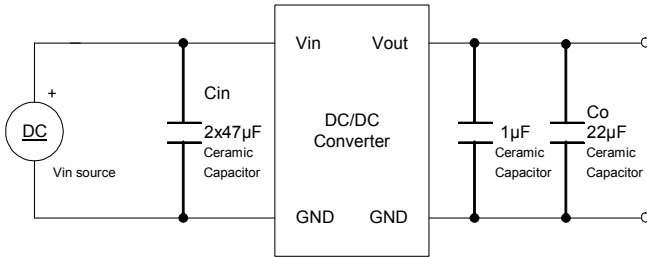 Vin Vout
+
Cin
Co
DC
2x47µF
DC/DC
1µF
22µF
Ceramic
Converter
Ceramic
Ceramic
Vin source
Capacitor
Capacitor
Capacitor
GND GND